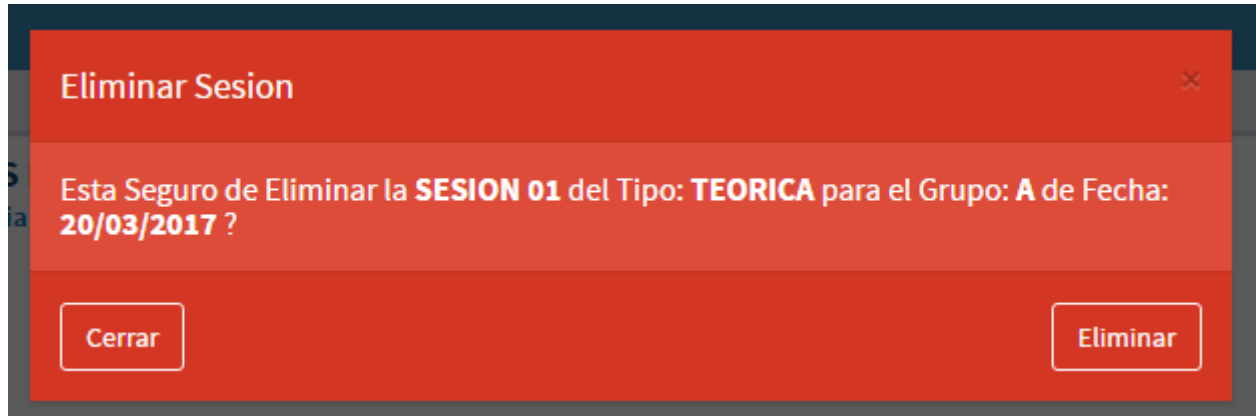 Eliminar Sesion
×
Esta Seguro de Eliminar la SESION 01 del Tipo: TEORICA para el Grupo: A de Fecha:
20/03/2017 ?
Cerrar
Eliminar